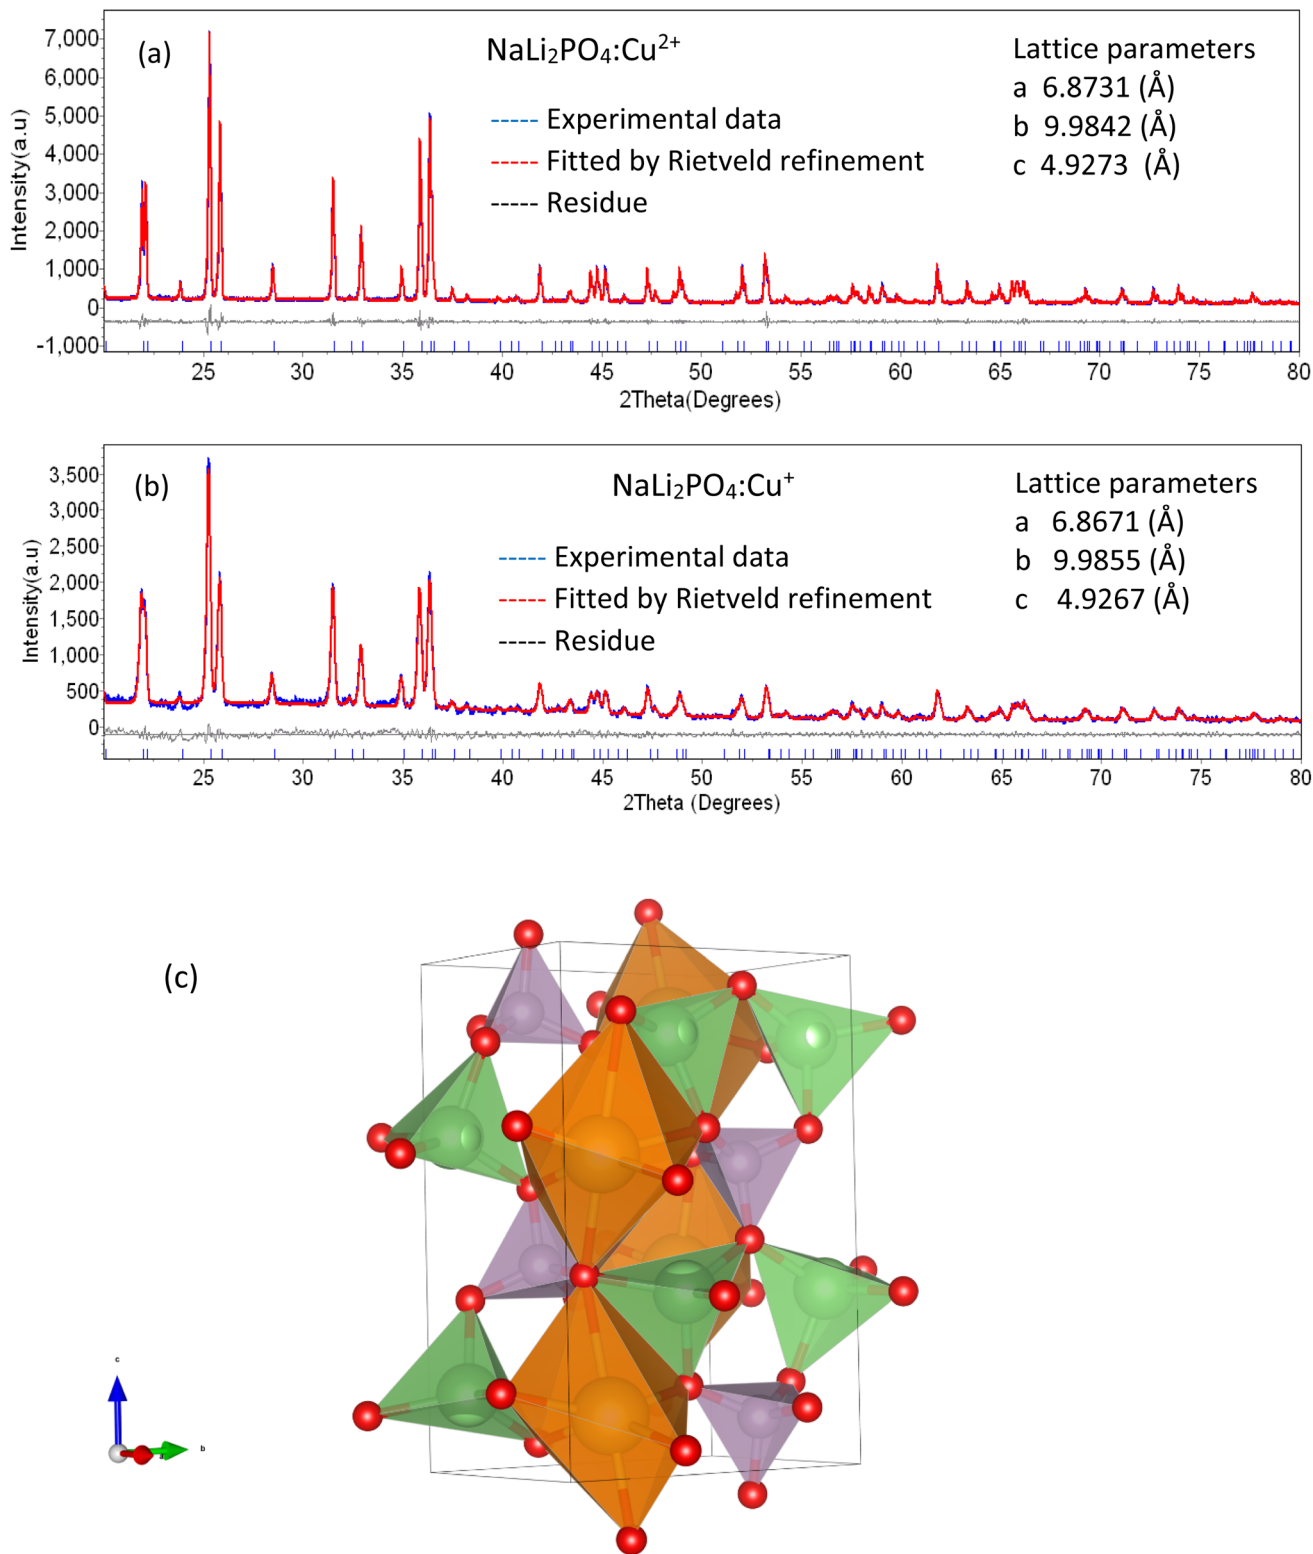 (a)
NaLi₂PO₄:Cu²⁺
----- Experimental data
----- Fitted by Rietveld refinement
----- Residue
Lattice parameters
a 6.8731 (Å)
b 9.9842 (Å)
c 4.9273 (Å)
Intensity(a.u)
7,000
6,000
5,000
4,000
3,000
2,000
1,000
0
-1,000
25 30 35 40 45 50 55 60 65 70 75 80
2Theta(Degrees)
(b)
NaLi₂PO₄:Cu⁺
----- Experimental data
----- Fitted by Rietveld refinement
----- Residue
Lattice parameters
a 6.8671 (Å)
b 9.9855 (Å)
c 4.9267 (Å)
Intensity(a.u)
3,500
3,000
2,500
2,000
1,500
1,000
500
0
25 30 35 40 45 50 55 60 65 70 75 80
2Theta (Degrees)
(c)
c
b